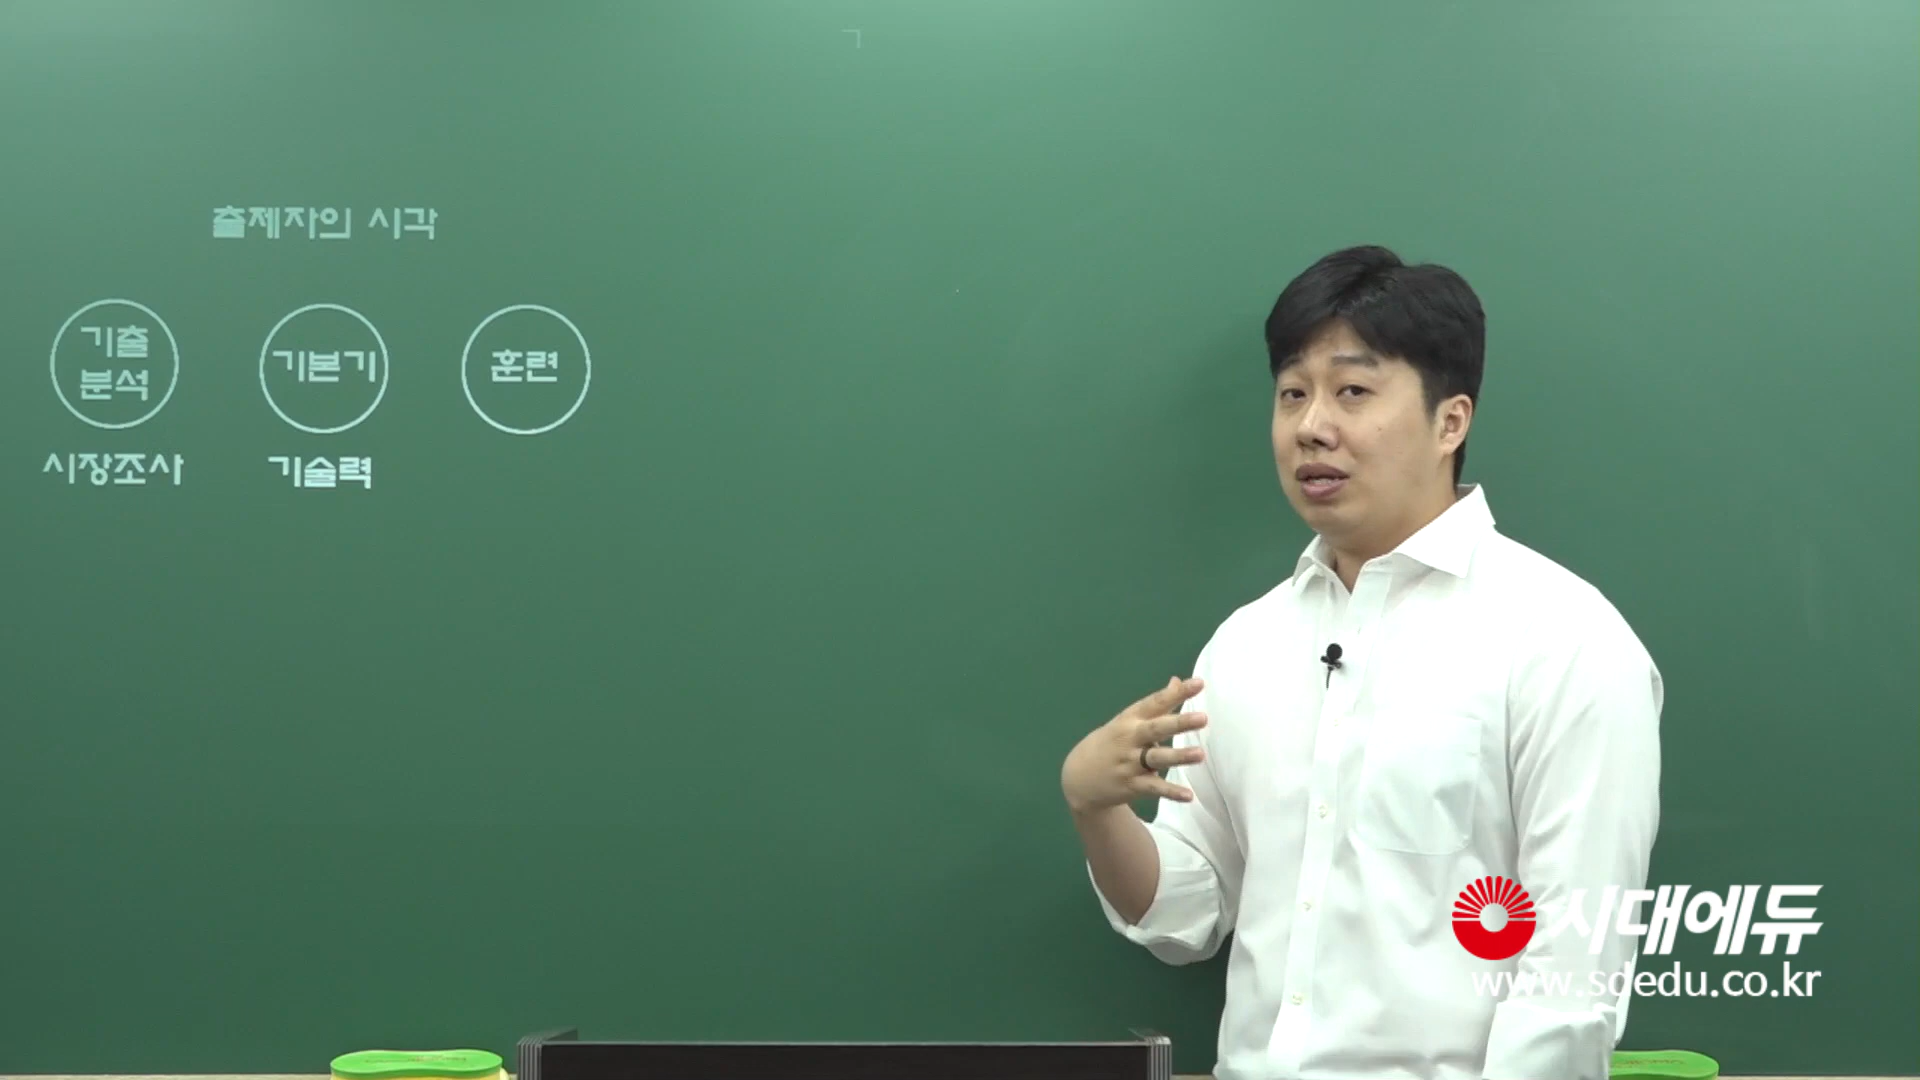 출제자의 시각
기출
분석
기본기
훈련
시장조사
기술력
시대에듀
www.sdedu.co.kr